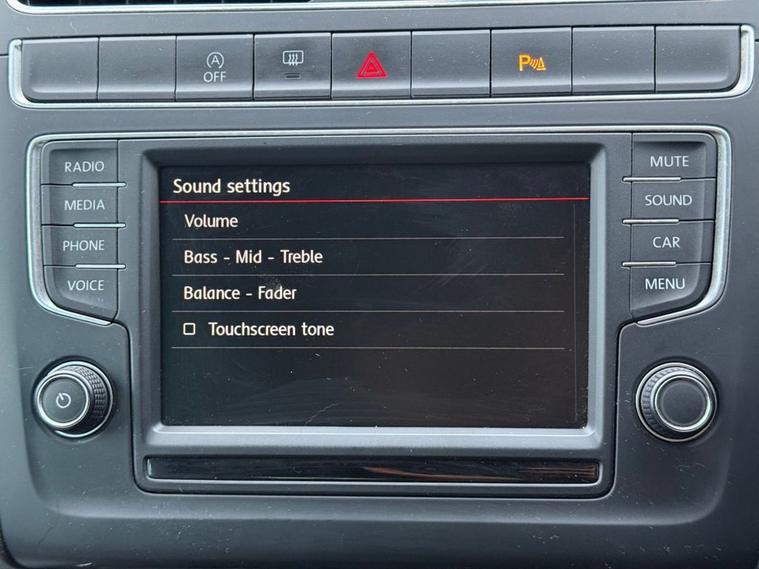 A
OFF
P
RADIO
MEDIA
PHONE
VOICE
Sound settings
Volume
Bass - Mid - Treble
Balance - Fader
Touchscreen tone
MUTE
SOUND
CAR
MENU